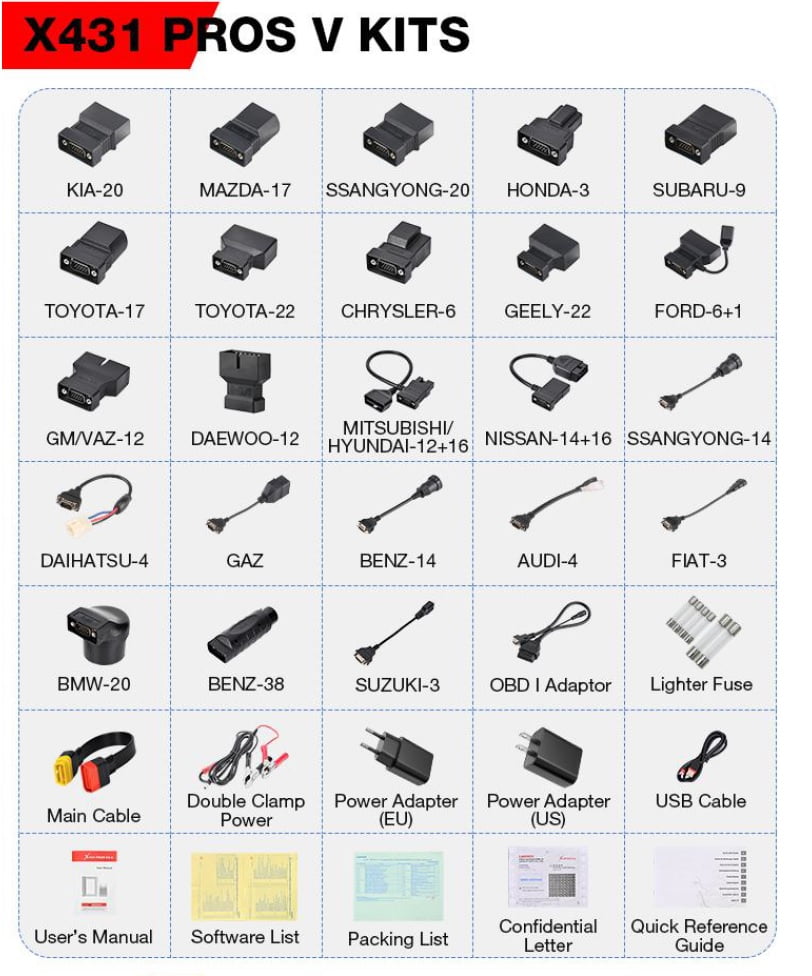 X431 PROS V KITS
KIA-20
MAZDA-17
SSANGYONG-20
HONDA-3
SUBARU-9
TOYOTA-17
TOYOTA-22
CHRYSLER-6
GEELY-22
FORD-6+1
GM/VAZ-12
DAEWOO-12
MITSUBISHI/
HYUNDAI-12+16
NISSAN-14+16
SSANGYONG-14
DAIHATSU-4
GAZ
BENZ-14
AUDI-4
FIAT-3
BMW-20
BENZ-38
SUZUKI-3
OBD I Adaptor
Lighter Fuse
Main Cable
Double Clamp
Power
Power Adapter
(EU)
Power Adapter
(US)
USB Cable
User's Manual
Software List
Packing List
Confidential
Letter
Quick Reference
Guide